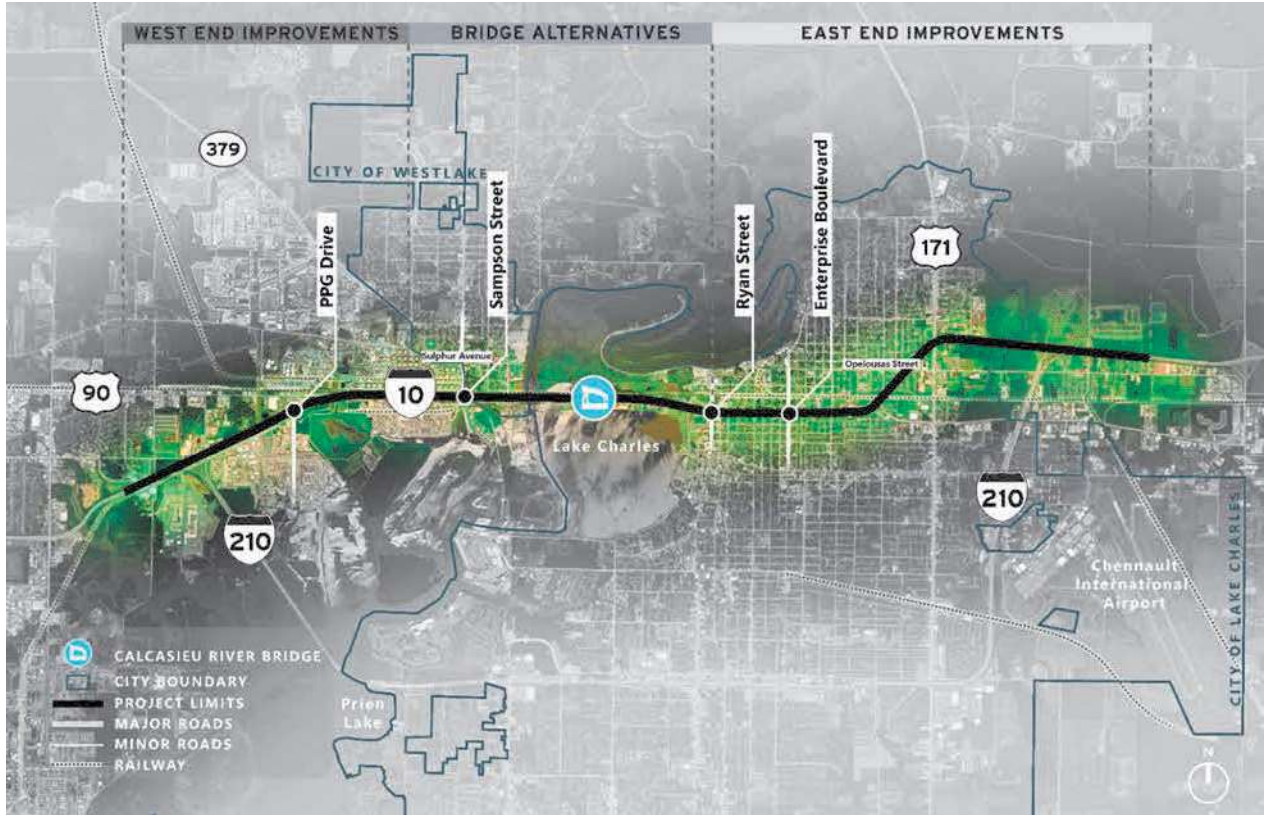 WEST END IMPROVEMENTS
BRIDGE ALTERNATIVES
EAST END IMPROVEMENTS
379
CITY OF WESTLAKE
PPG Drive
Sampson Street
Ryan Street
Enterprise Boulevard
171
Sulphur Avenue
Opelousas Street
90
10
Lake Charles
210
210
Chennault
International
Airport
CITY OF LAKE CHARLES
Prien
Lake
CALCASIEU RIVER BRIDGE
CITY BOUNDARY
PROJECT LIMITS
MAJOR ROADS
MINOR ROADS
RAILWAY
N